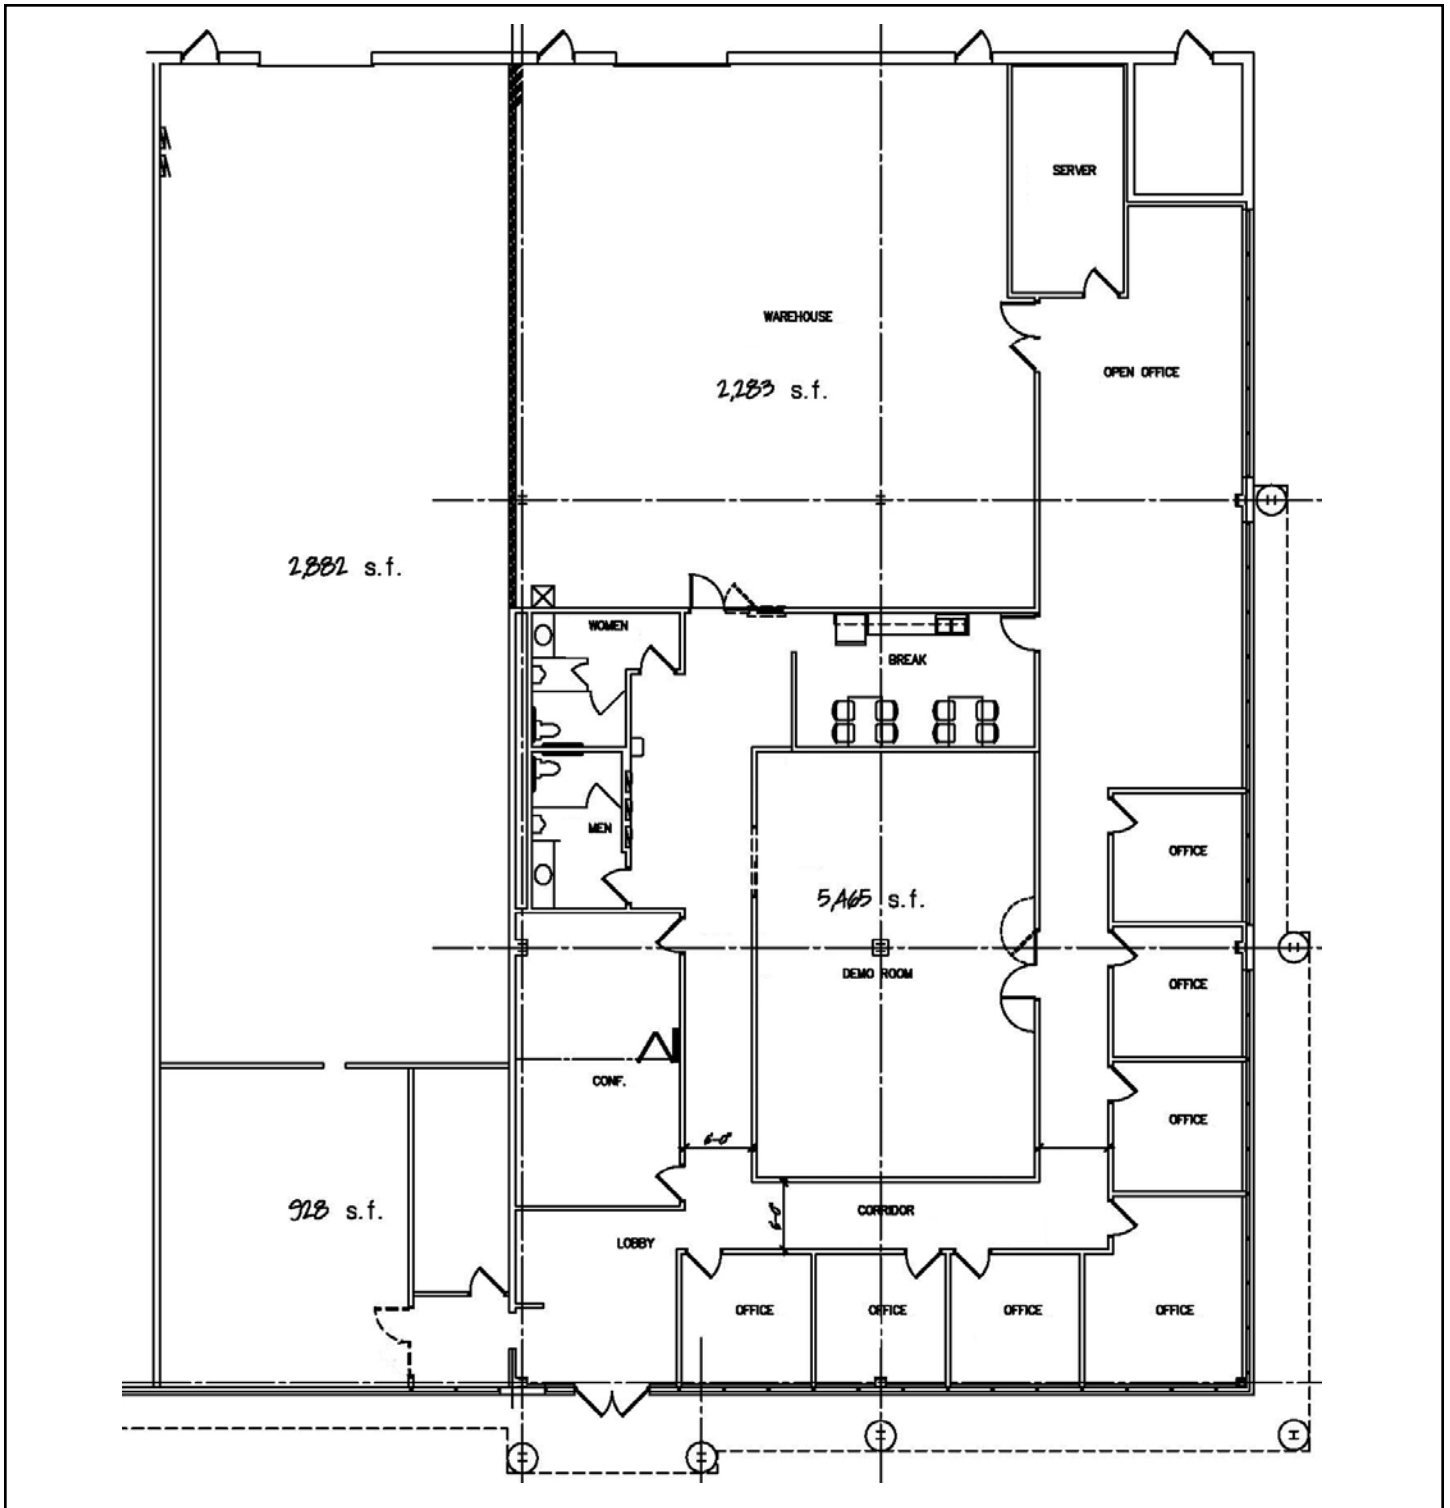 SERVER
WAREHOUSE
OPEN OFFICE
2,283 s.f.
2,882 s.f.
WOMEN
BREAK
MEN
OFFICE
5,465 s.f.
DEMO ROOM
OFFICE
CONF.
OFFICE
6'-0"
928 s.f.
6'-0"
CORRIDOR
LOBBY
OFFICE
OFFICE
OFFICE
OFFICE